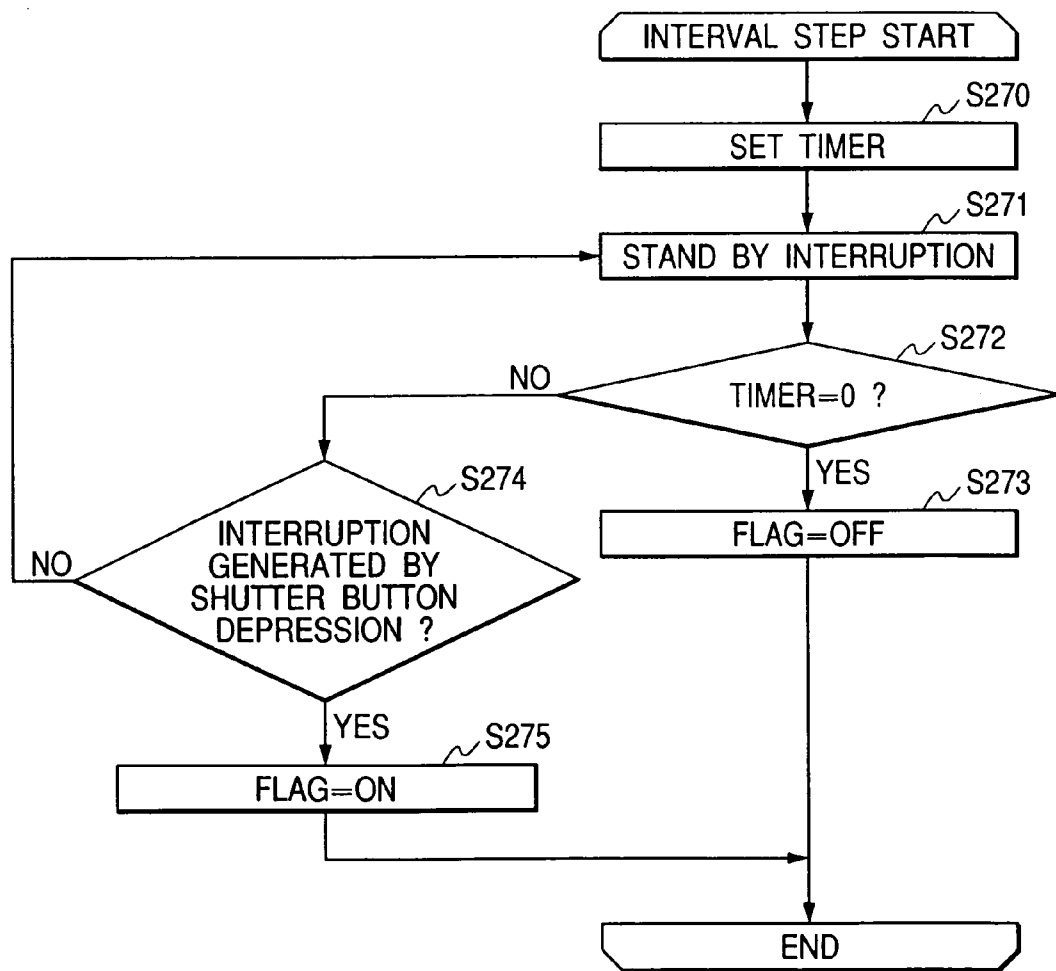 INTERVAL STEP START
S270
SET TIMER
S271
STAND BY INTERRUPTION
S272
TIMER=0 ?
NO
YES
S273
FLAG=OFF
S274
INTERRUPTION
GENERATED BY
SHUTTER BUTTON
DEPRESSION ?
NO
YES
S275
FLAG=ON
END